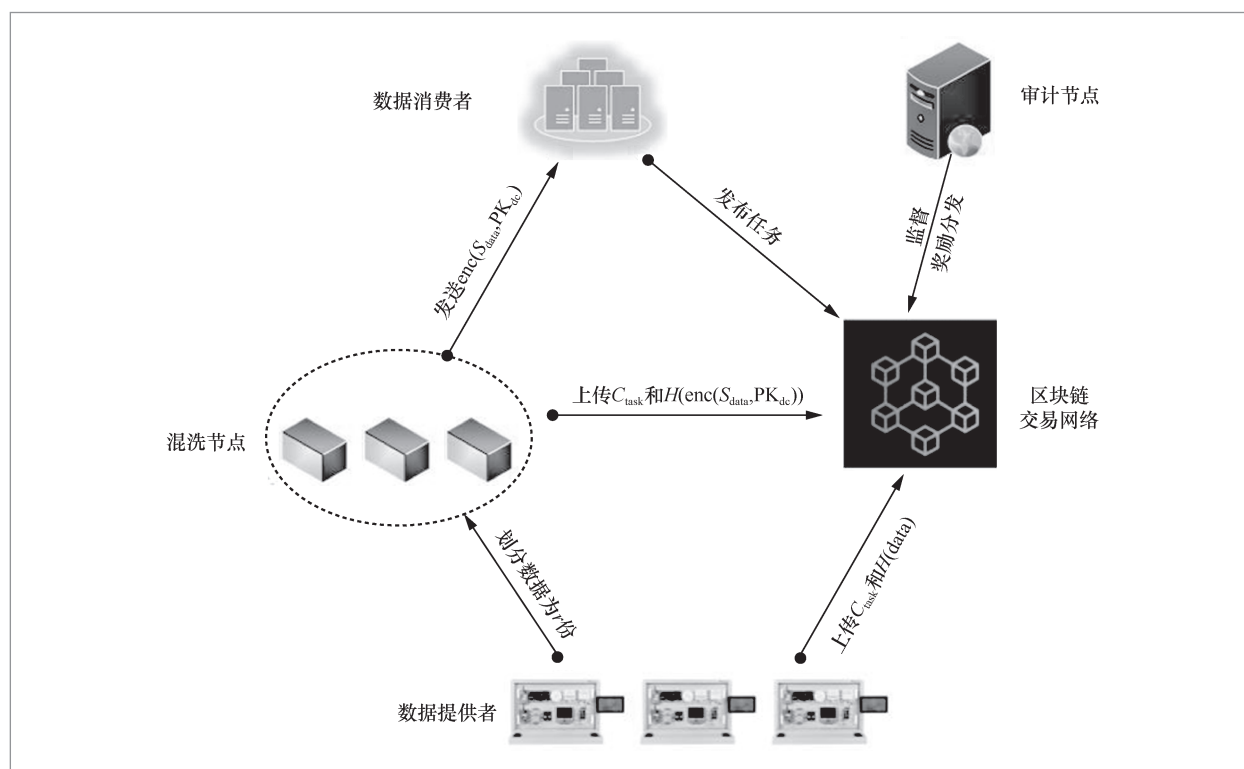 数据消费者
审计节点
发送enc(S_data,PK_dc)
发布任务
监督
奖励分发
上传C_task和H(enc(S_data,PK_dc))
区块链
交易网络
混洗节点
划分数据为r份
上传C_task和H(data)
数据提供者